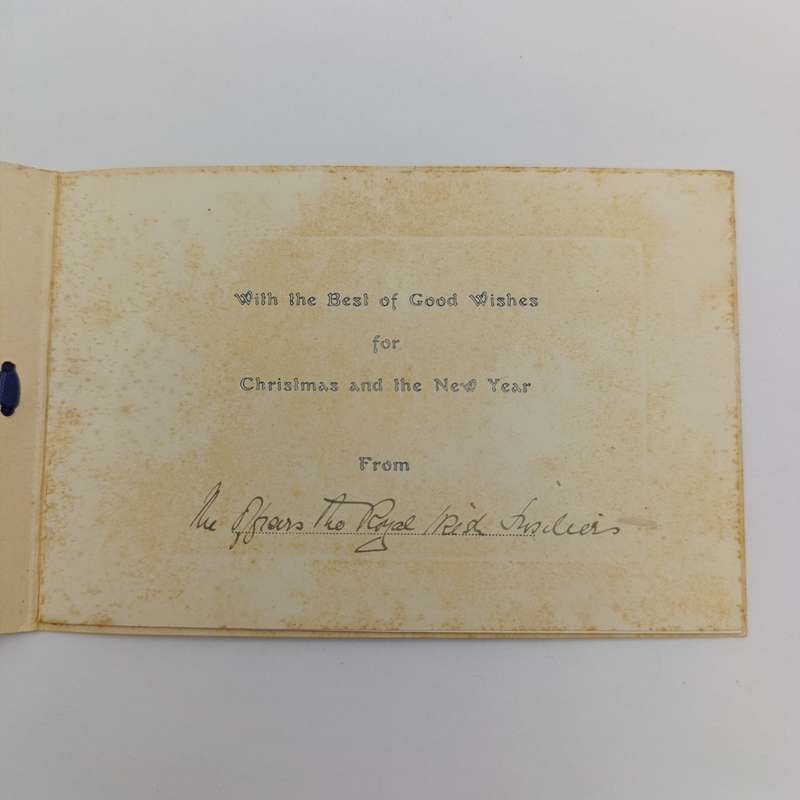 With the Best of Good Wishes
for
Christmas and the New Year
From
The Officers The Royal Irish Fusiliers